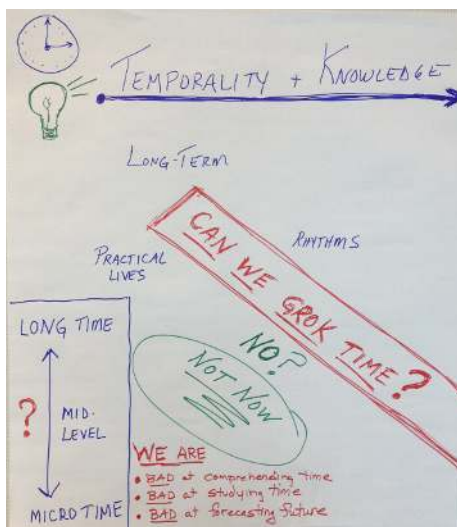 TEMPORALITY + KNOWLEDGE
LONG-TERM
RHYTHMS
PRACTICAL
LIVES
CAN WE GROK TIME?
NO?
NOT NOW
LONG TIME
?
MID-
LEVEL
MICRO TIME
WE ARE
• BAD at comprehending time
• BAD at studying time
• BAD at forecasting future